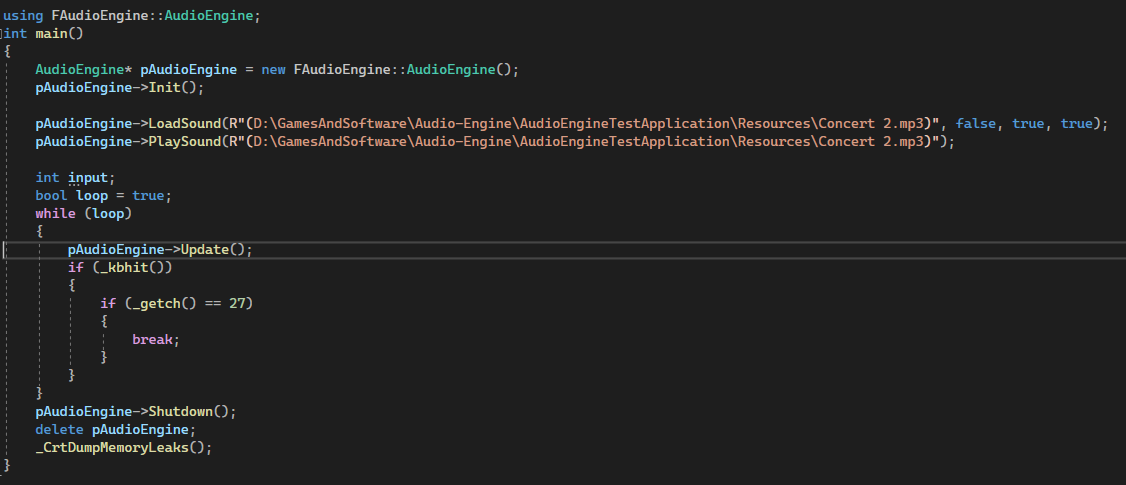 using FAudioEngine::AudioEngine;
int main()
{
    AudioEngine* pAudioEngine = new FAudioEngine::AudioEngine();
    pAudioEngine->Init();

    pAudioEngine->LoadSound(R"(D:\GamesAndSoftware\Audio-Engine\AudioEngineTestApplication\Resources\Concert 2.mp3)", false, true, true);
    pAudioEngine->PlaySound(R"(D:\GamesAndSoftware\Audio-Engine\AudioEngineTestApplication\Resources\Concert 2.mp3)");

    int input;
    bool loop = true;
    while (loop)
    {
        pAudioEngine->Update();
        if (_kbhit())
        {
            if (_getch() == 27)
            {
                break;
            }
        }
    }
    pAudioEngine->Shutdown();
    delete pAudioEngine;
    _CrtDumpMemoryLeaks();
}